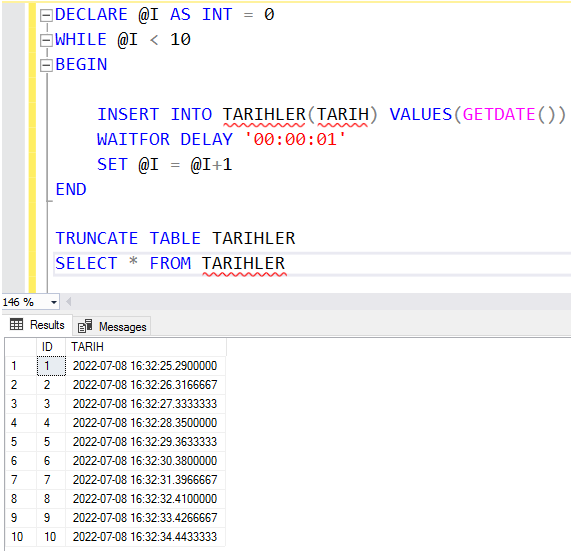 DECLARE @I AS INT = 0
WHILE @I < 10
BEGIN
INSERT INTO TARIHLER(TARIH) VALUES(GETDATE())
WAITFOR DELAY '00:00:01'
SET @I = @I+1
END
TRUNCATE TABLE TARIHLER
SELECT * FROM TARIHLER
146 %
Results Messages
ID TARIH
1 1 2022-07-08 16:32:25.2900000
2 2 2022-07-08 16:32:26.3166667
3 3 2022-07-08 16:32:27.3333333
4 4 2022-07-08 16:32:28.3500000
5 5 2022-07-08 16:32:29.3633333
6 6 2022-07-08 16:32:30.3800000
7 7 2022-07-08 16:32:31.3966667
8 8 2022-07-08 16:32:32.4100000
9 9 2022-07-08 16:32:33.4266667
10 10 2022-07-08 16:32:34.4433333